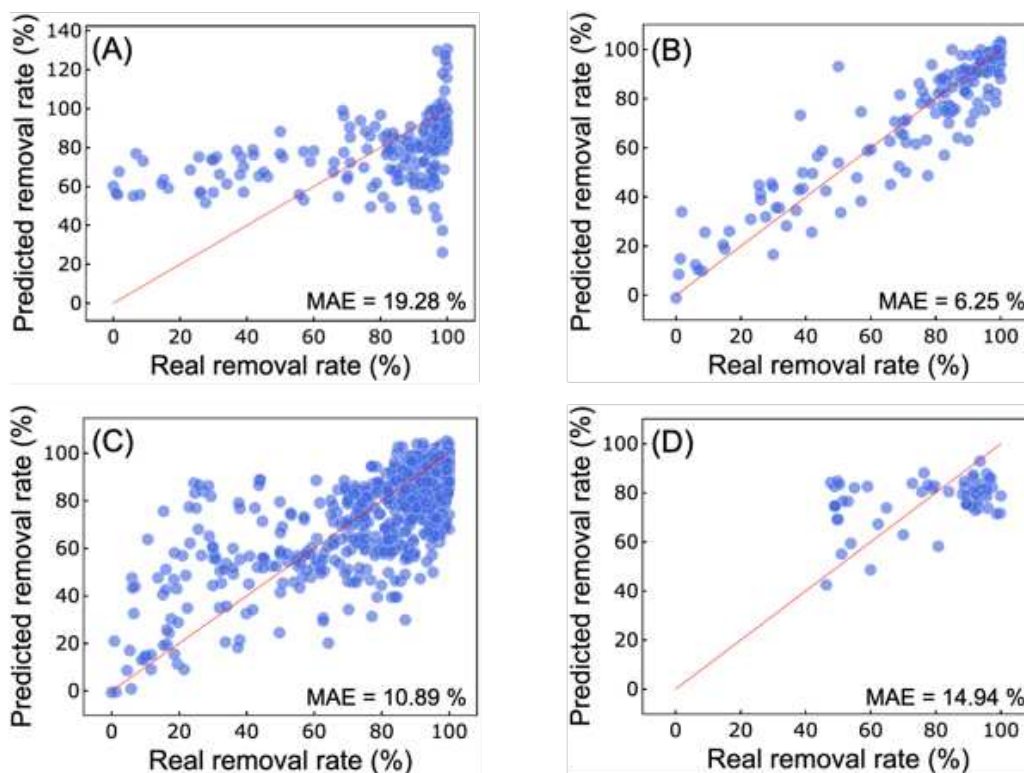 (A)
Predicted removal rate (%)
140
120
100
80
60
40
20
0
MAE = 19.28 %
0 20 40 60 80 100
Real removal rate (%)
(B)
Predicted removal rate (%)
100
80
60
40
20
0
MAE = 6.25 %
0 20 40 60 80 100
Real removal rate (%)
(C)
Predicted removal rate (%)
100
80
60
40
20
0
MAE = 10.89 %
0 20 40 60 80 100
Real removal rate (%)
(D)
Predicted removal rate (%)
100
80
60
40
20
0
MAE = 14.94 %
0 20 40 60 80 100
Real removal rate (%)